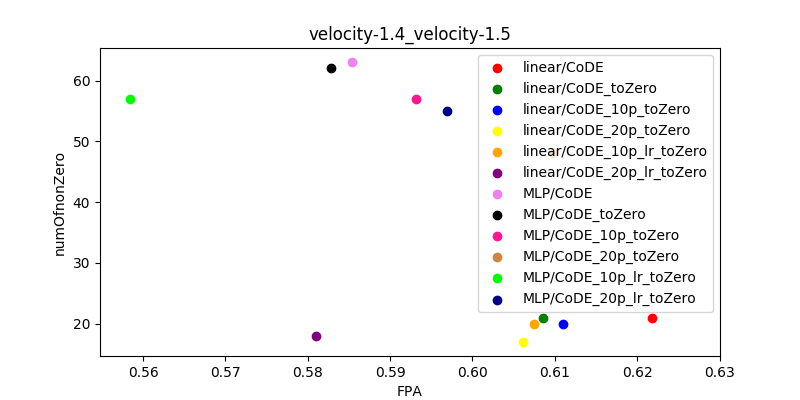 velocity-1.4_velocity-1.5
numOfnonZero
60
50
40
30
20
linear/CoDE
linear/CoDE_toZero
linear/CoDE_10p_toZero
linear/CoDE_20p_toZero
linear/CoDE_10p_lr_toZero
linear/CoDE_20p_lr_toZero
MLP/CoDE
MLP/CoDE_toZero
MLP/CoDE_10p_toZero
MLP/CoDE_20p_toZero
MLP/CoDE_10p_lr_toZero
MLP/CoDE_20p_lr_toZero
0.56 0.57 0.58 0.59 0.60 0.61 0.62 0.63
FPA